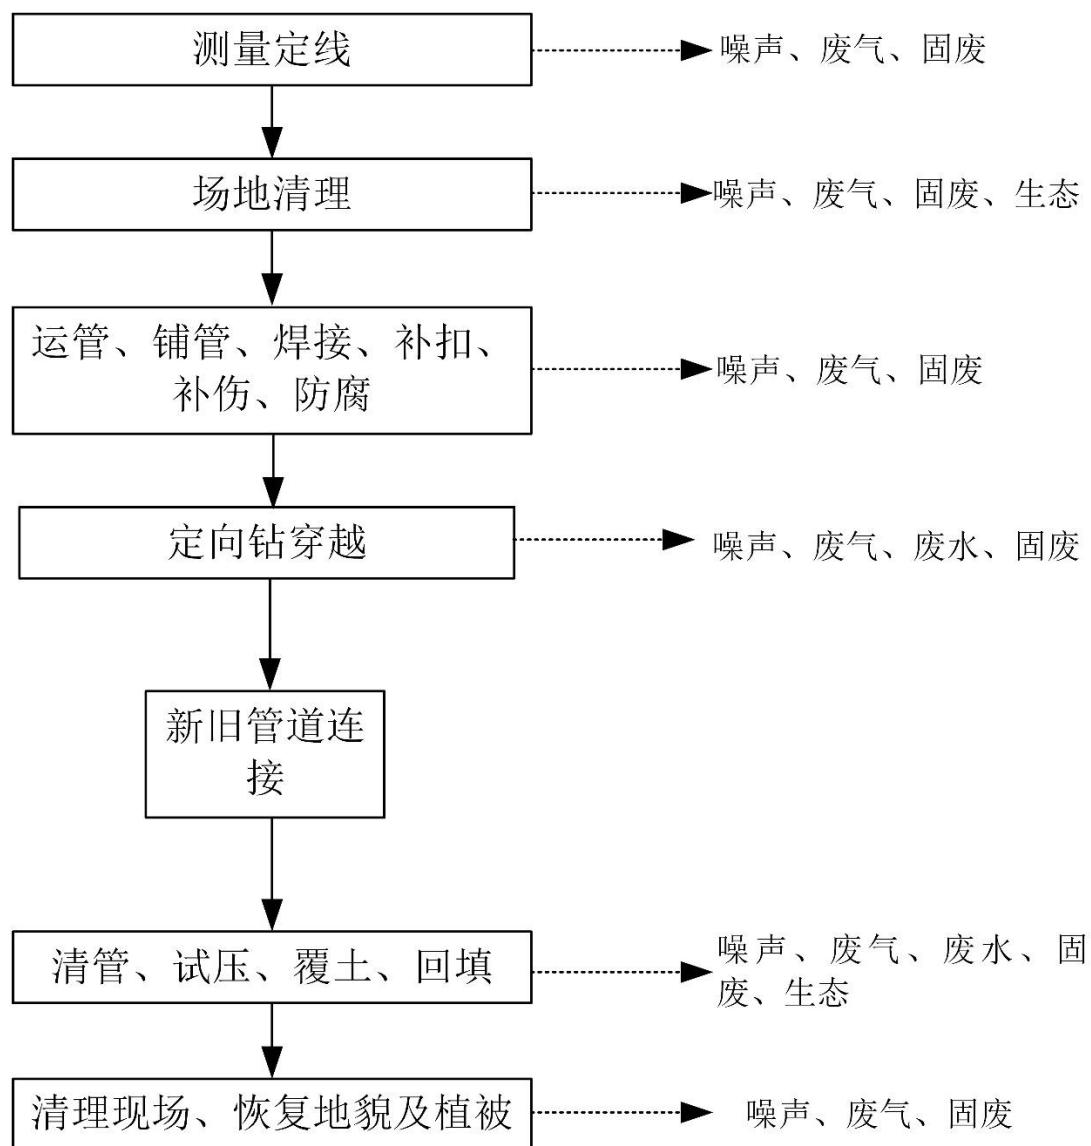 测量定线
噪声、废气、固废
场地清理
噪声、废气、固废、生态
运管、铺管、焊接、补扣、
补伤、防腐
噪声、废气、固废
定向钻穿越
噪声、废气、废水、固废
新旧管道连
接
清管、试压、覆土、回填
噪声、废气、废水、固
废、生态
清理现场、恢复地貌及植被
噪声、废气、固废